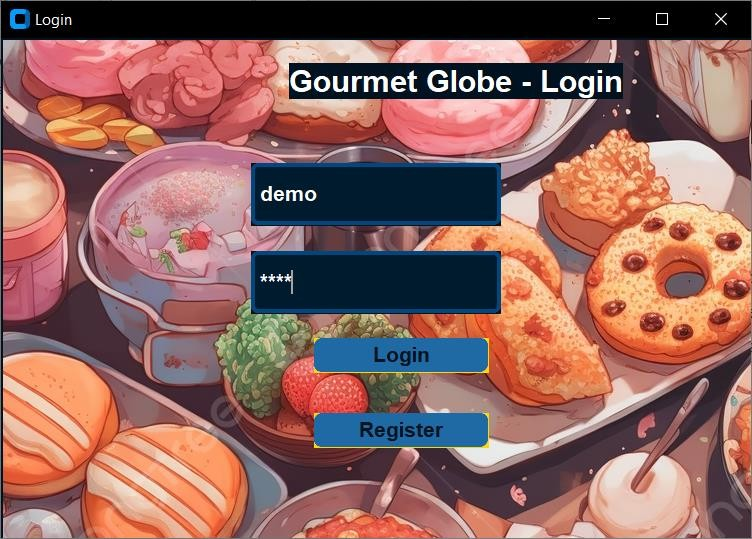 Login
Gourmet Globe - Login
demo
****
Login
Register